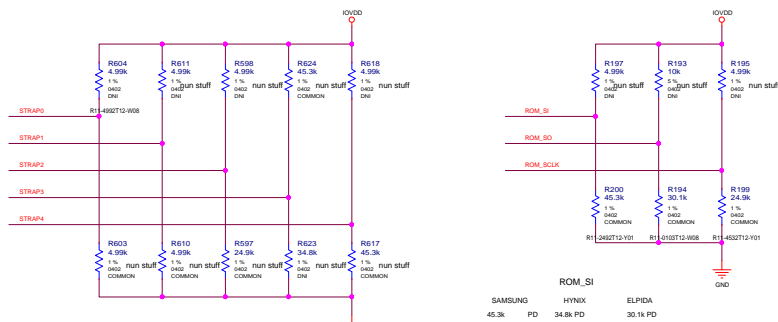 IOVDD
IOVDD
R604
4.99k
1 %
0402
DNI
R611
4.99k
1 %
0402
DNI
nun stuff
R598
4.99k
1 %
0402
DNI
nun stuff
R624
45.3k
1 %
0402
COMMON
nun stuff
R618
4.99k
1 %
0402
DNI
nun stuff
nun stuff
R197
4.99k
1 %
0402
DNI
nun stuff
R193
10k
5 %
0402
DNI
nun stuff
R195
4.99k
1 %
0402
DNI
nun stuff
STRAP0
R11-4992T12-W08
ROM_SI
STRAP1
ROM_SO
STRAP2
ROM_SCLK
STRAP3
STRAP4
R200
45.3k
1 %
0402
COMMON
R194
30.1k
1 %
0402
COMMON
R199
24.9k
1 %
0402
COMMON
R11-2492T12-Y01
R11-0103T12-W08
R11-4532T12-Y01
R603
4.99k
1 %
0402
COMMON
nun stuff
R610
4.99k
1 %
0402
COMMON
nun stuff
R597
24.9k
1 %
0402
COMMON
nun stuff
R623
34.8k
1 %
0402
COMMON
nun stuff
R617
45.3k
1 %
0402
COMMON
nun stuff
GND
ROM_SI
SAMSUNG HYNIX ELPIDA
45.3k PD 34.8k PD 30.1k PD